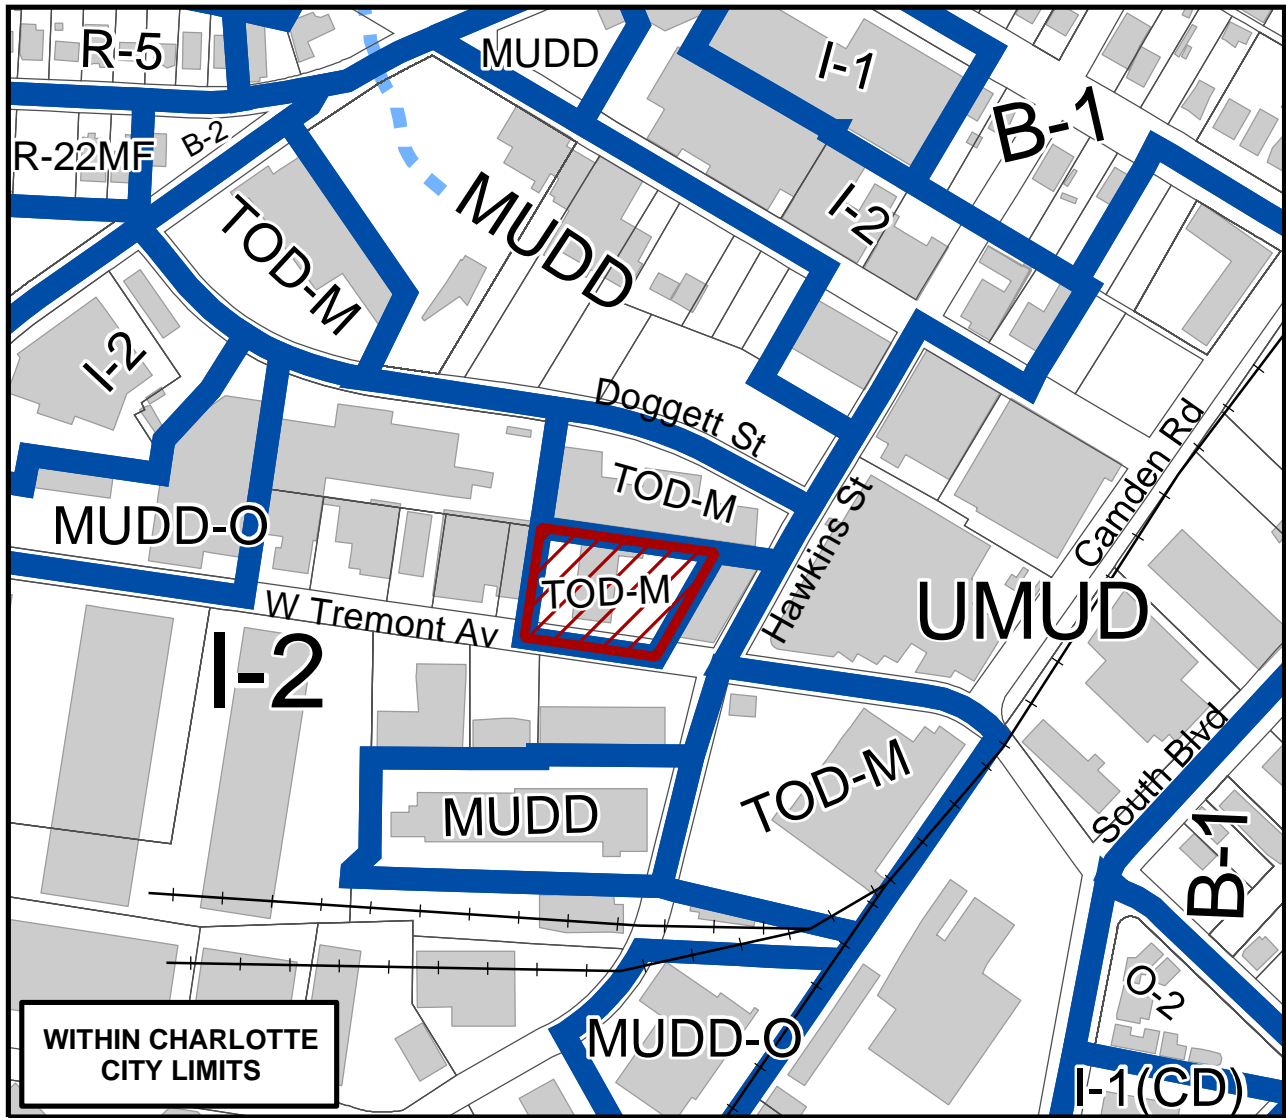 R-5
MUDD
I-1
B-1
R-22MF
B-2
TOD-M
MUDD
I-2
I-2
Doggett St
TOD-M
Camden Rd
MUDD-O
Hawkins St
TOD-M
UMUD
W Tremont Av
I-2
South Blvd
TOD-M
MUDD
B-1
O-2
WITHIN CHARLOTTE
CITY LIMITS
MUDD-O
I-1(CD)